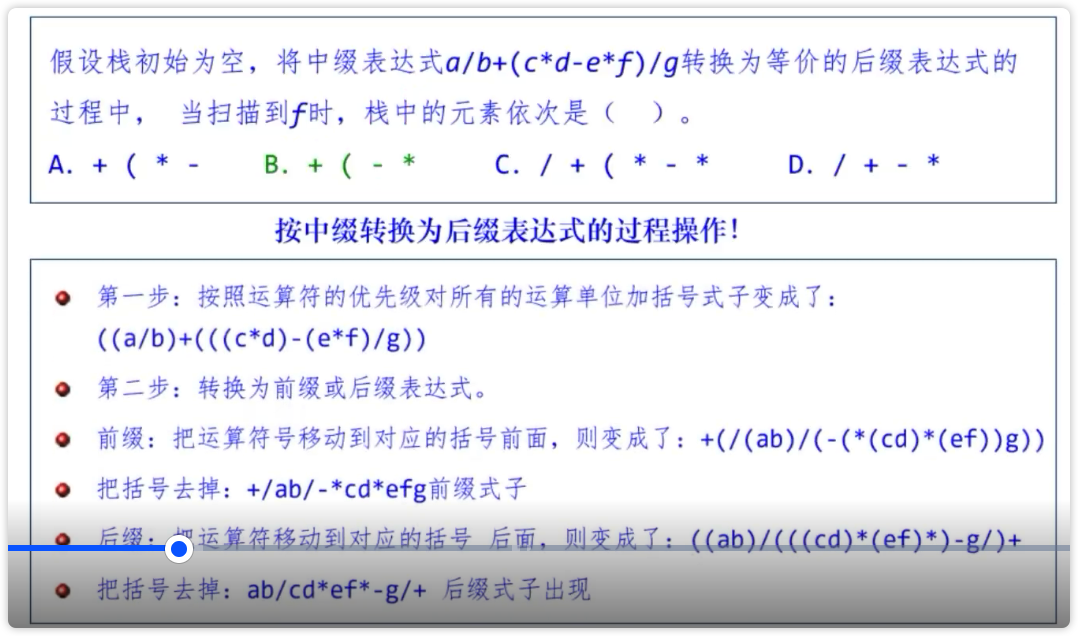 假设栈初始为空，将中缀表达式a/b+(c*d-e*f)/g转换为等价的后缀表达式的
过程中， 当扫描到f时，栈中的元素依次是（ ）。
A. + ( * - B. + ( - * C. / + ( * - * D. / + - *
按中缀转换为后缀表达式的过程操作！
第一步：按照运算符的优先级对所有的运算单位加括号式子变成了：
((a/b)+(((c*d)-(e*f)/g))
第二步：转换为前缀或后缀表达式。
前缀：把运算符号移动到对应的括号前面，则变成了：+(/(ab)/(-(*(cd)*(ef))g))
把括号去掉：+/ab/-*cd*efg前缀式子
后缀：把运算符移动到对应的括号 后面，则变成了：((ab)/(((cd)*(ef)*)-g/)+
把括号去掉：ab/cd*ef*-g/+ 后缀式子出现